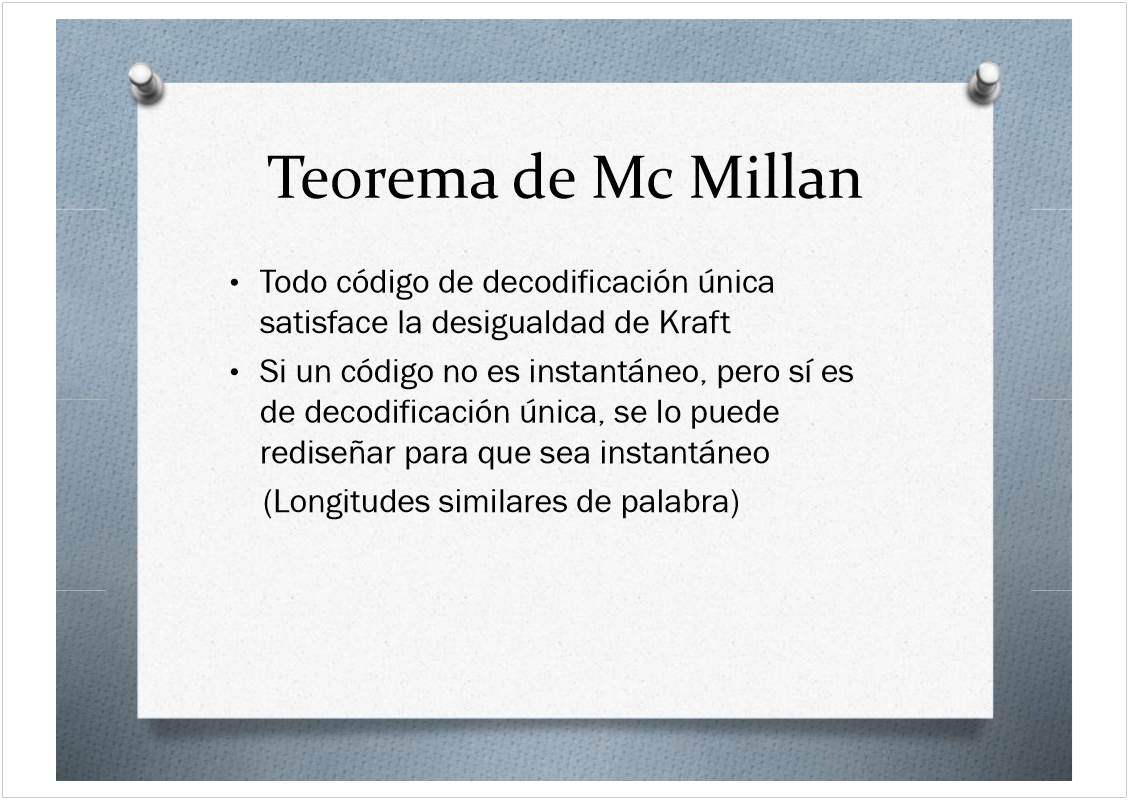 Teorema de Mc Millan
• Todo código de decodificación única
satisface la desigualdad de Kraft
• Si un código no es instantáneo, pero sí es
de decodificación única, se lo puede
rediseñar para que sea instantáneo
(Longitudes similares de palabra)